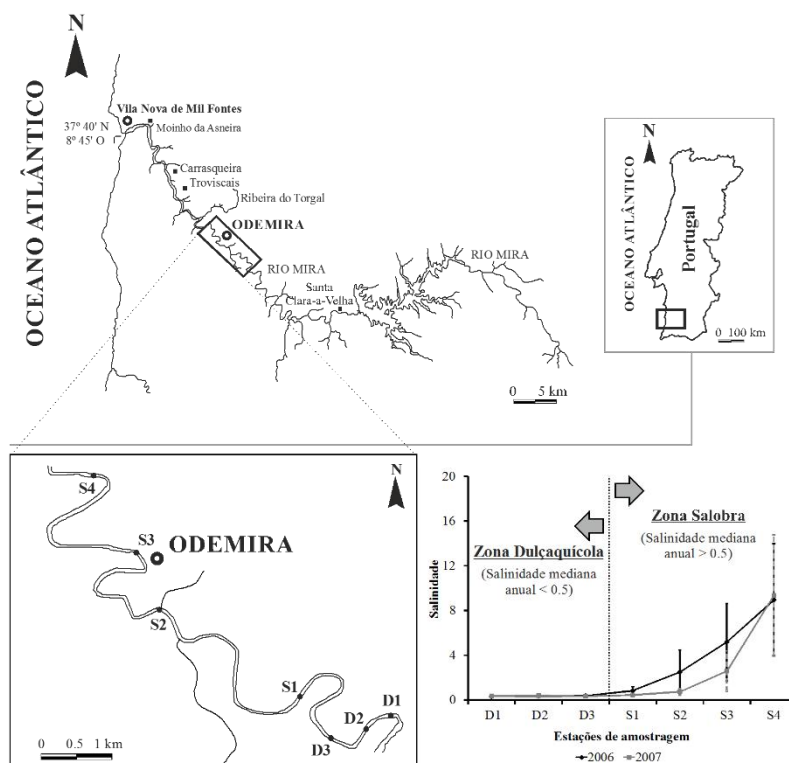 N
OCEANO ATLÂNTICO
Vila Nova de Mil Fontes
37º 40' N
8º 45' O
Moinho da Asneira
Carrasqueira
Troviscais
Ribeira do Torgal
ODEMIRA
RIO MIRA
Santa
Clara-a-Velha
RIO MIRA
0 5 km
N
OCEANO ATLÂNTICO
Portugal
0 100 km
N
S4
S3
ODEMIRA
S2
S1
D1
D2
D3
0 0.5 1 km
Salinidade
20
16
12
8
4
0
Zona Dulçaquícola
(Salinidade mediana
anual < 0.5)
Zona Salobra
(Salinidade mediana
anual > 0.5)
D1 D2 D3 S1 S2 S3 S4
Estações de amostragem
2006 2007